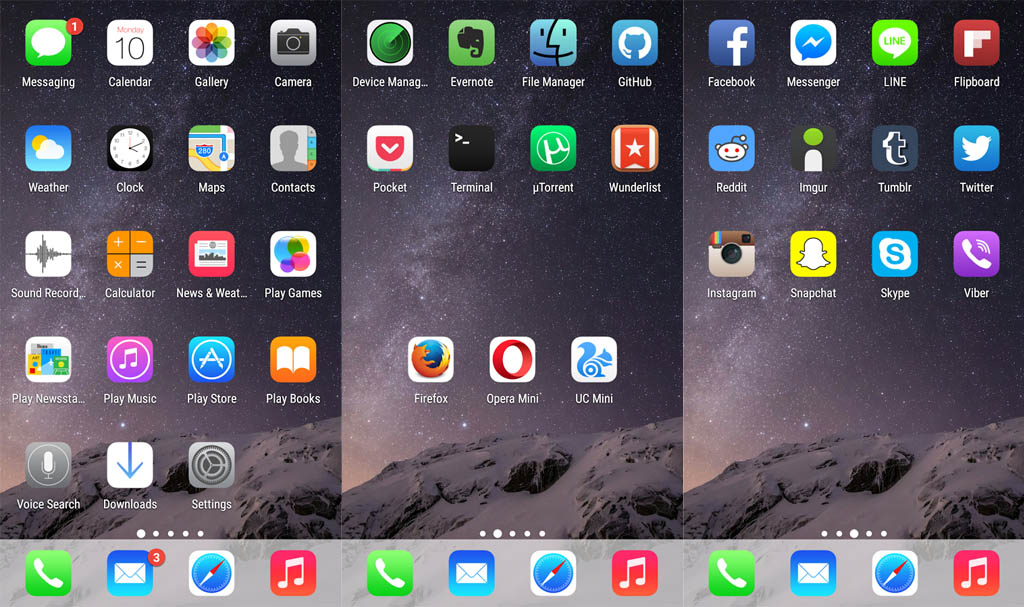 1
Monday
10
Messaging
Calendar
Gallery
Camera
280
Weather
Clock
Maps
Contacts
Sound Record...
Calculator
News & Weat...
Play Games
News
ART
Play Newssta...
Play Music
Play Store
Play Books
Voice Search
Downloads
Settings
3
Device Manag...
Evernote
File Manager
GitHub
>_
Pocket
Terminal
µTorrent
Wunderlist
Firefox
Opera Mini
UC Mini
LINE
Facebook
Messenger
LINE
Flipboard
Reddit
Imgur
Tumblr
Twitter
Instagram
Snapchat
Skype
Viber